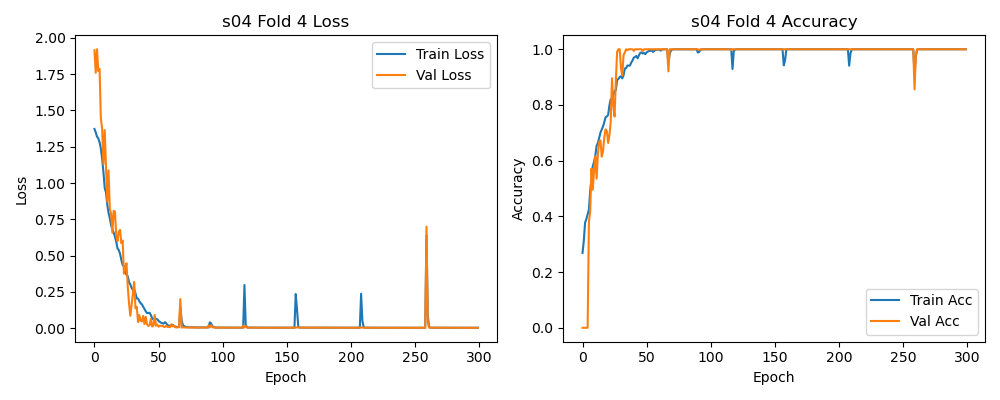 s04 Fold 4 Loss
Loss
2.00
1.75
1.50
1.25
1.00
0.75
0.50
0.25
0.00
Train Loss
Val Loss
0 50 100 150 200 250 300
Epoch
s04 Fold 4 Accuracy
Accuracy
1.0
0.8
0.6
0.4
0.2
0.0
Train Acc
Val Acc
0 50 100 150 200 250 300
Epoch